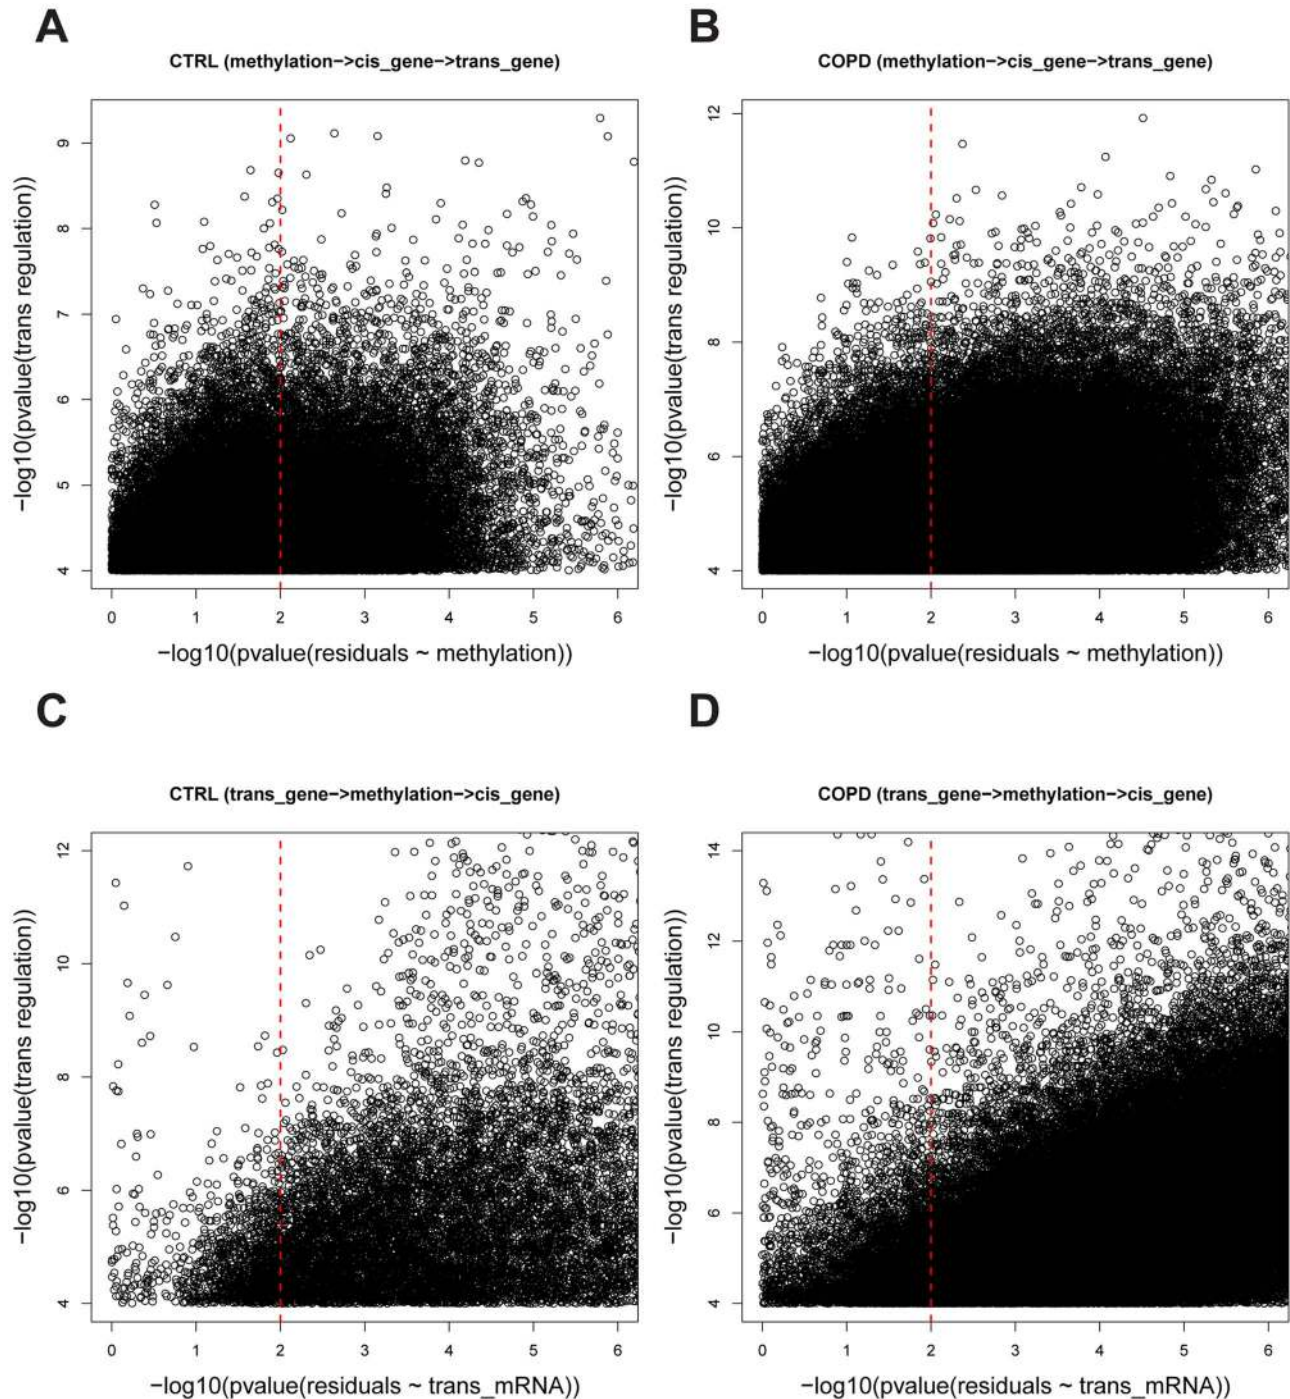 A
CTRL (methylation−>cis_gene−>trans_gene)
−log10(pvalue(trans regulation))
9
8
7
6
5
4
0 1 2 3 4 5 6
−log10(pvalue(residuals ~ methylation))
B
COPD (methylation−>cis_gene−>trans_gene)
−log10(pvalue(trans regulation))
12
10
8
6
4
0 1 2 3 4 5 6
−log10(pvalue(residuals ~ methylation))
C
CTRL (trans_gene−>methylation−>cis_gene)
−log10(pvalue(trans regulation))
12
10
8
6
4
0 1 2 3 4 5 6
−log10(pvalue(residuals ~ trans_mRNA))
D
COPD (trans_gene−>methylation−>cis_gene)
−log10(pvalue(trans regulation))
14
12
10
8
6
4
0 1 2 3 4 5 6
−log10(pvalue(residuals ~ trans_mRNA))